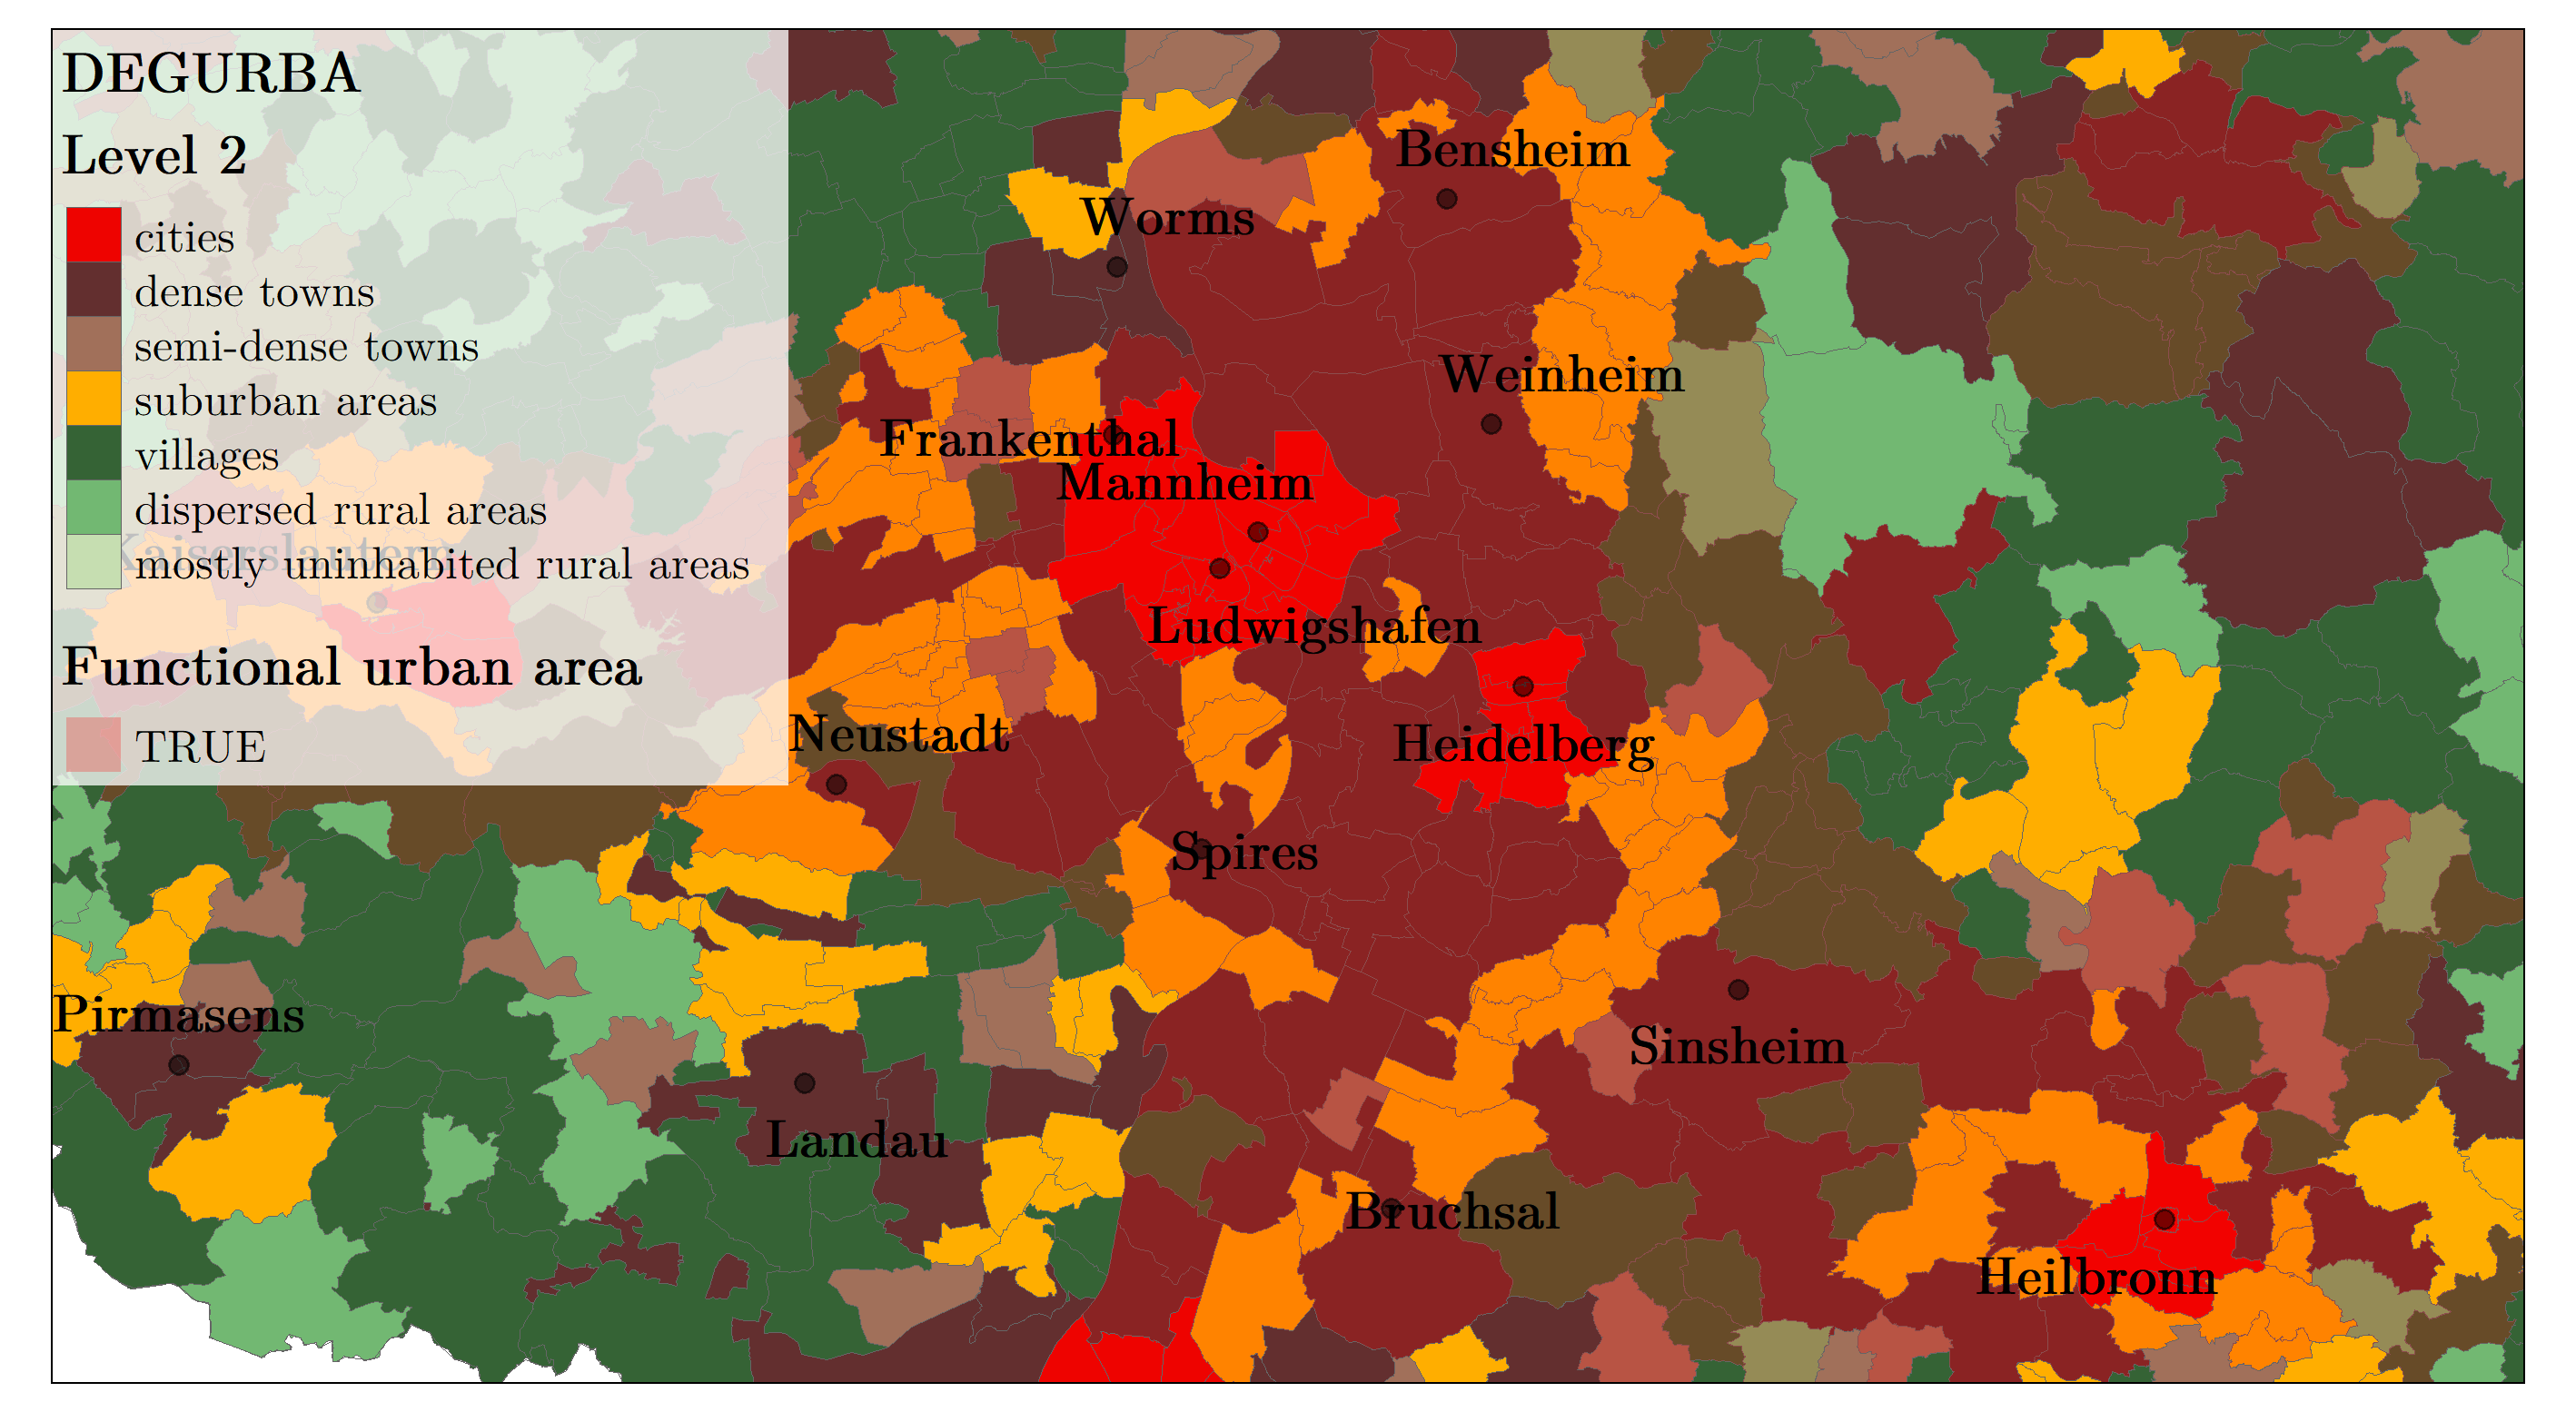 DEGURBA
Level 2
cities
dense towns
semi-dense towns
suburban areas
villages
dispersed rural areas
Kaiserslautern
mostly uninhabited rural areas
Functional urban area
TRUE
Bensheim
Worms
Weinheim
Frankenthal
Mannheim
Ludwigshafen
Neustadt
Heidelberg
Spires
Pirmasens
Sinsheim
Landau
Bruchsal
Heilbronn